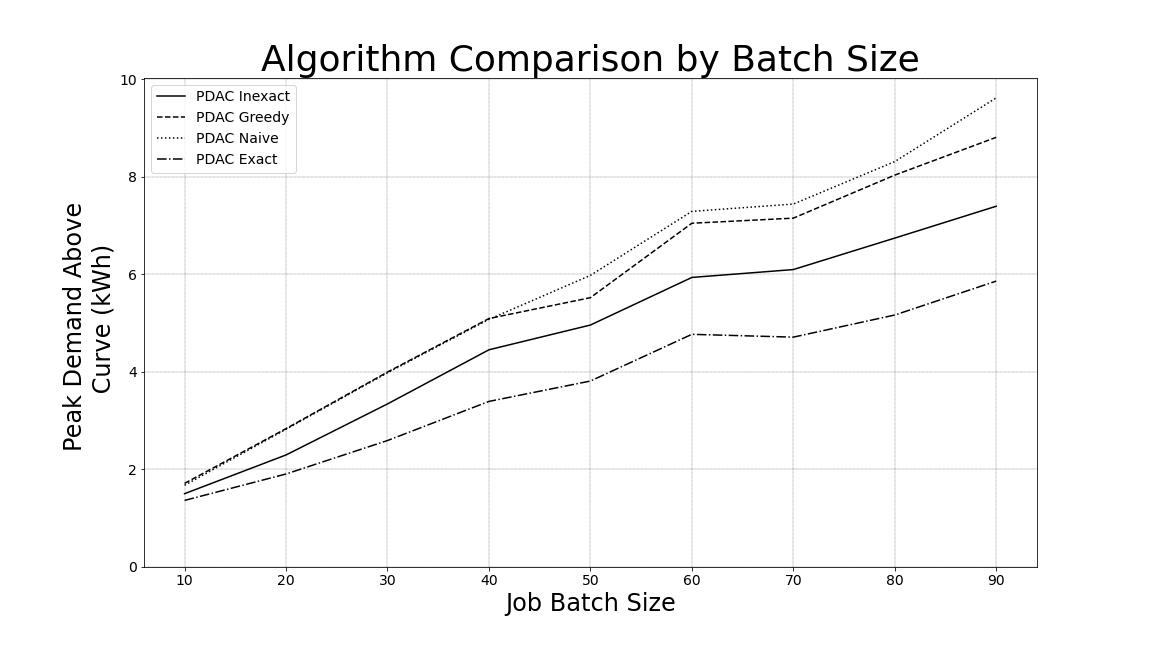 Algorithm Comparison by Batch Size
PDAC Inexact
PDAC Greedy
PDAC Naive
PDAC Exact
Peak Demand Above
Curve (kWh)
10
8
6
4
2
0
10 20 30 40 50 60 70 80 90
Job Batch Size